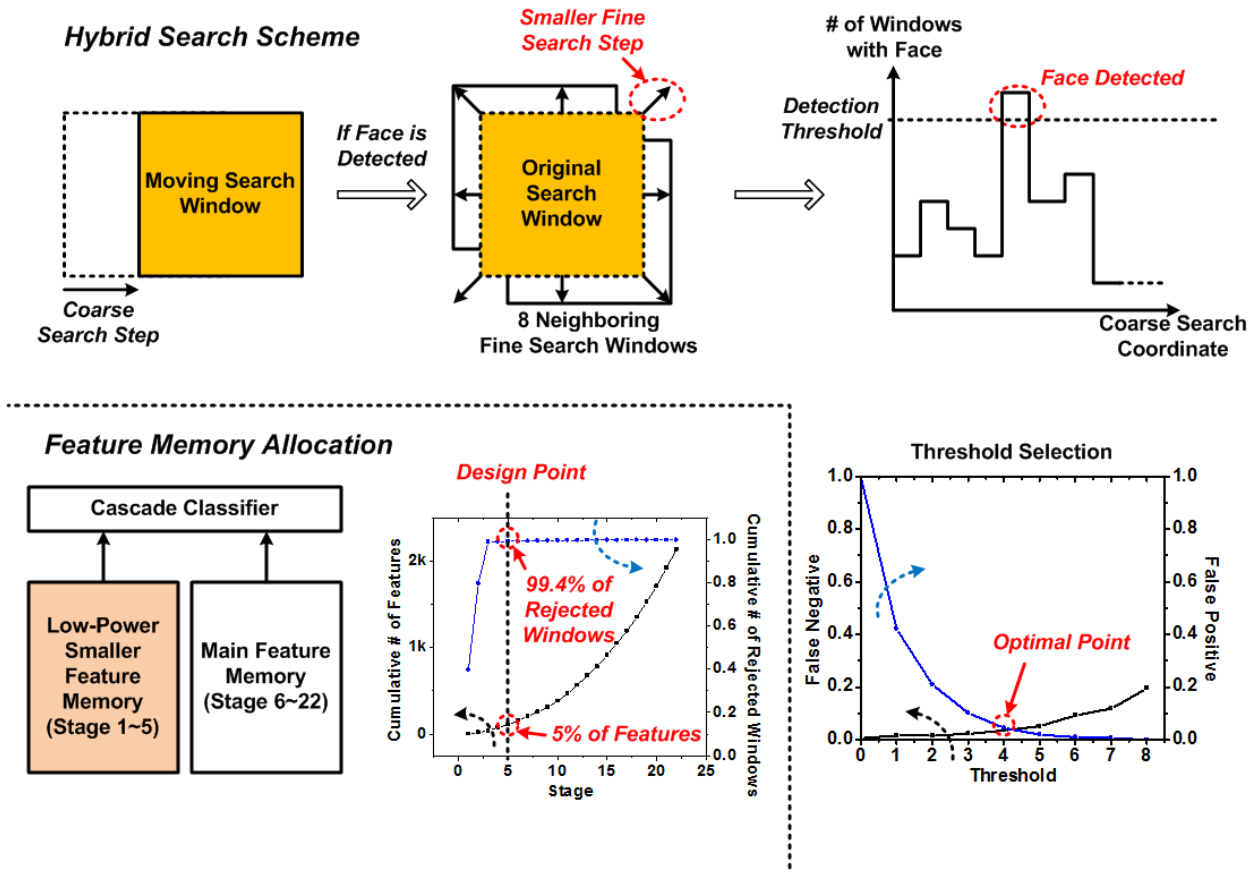 Hybrid Search Scheme
Moving Search
Window
Coarse
Search Step
If Face is
Detected
Smaller Fine
Search Step
Original
Search
Window
8 Neighboring
Fine Search Windows
# of Windows
with Face
Detection
Threshold
Face Detected
Coarse Search
Coordinate
Feature Memory Allocation
Cascade Classifier
Low-Power
Smaller
Feature
Memory
(Stage 1~5)
Main Feature
Memory
(Stage 6~22)
Design Point
Cumulative # of Features
2k
1k
0
99.4% of
Rejected
Windows
5% of Features
1.0
0.8
0.6
0.4
0.2
0.0
Cumulative # of Rejected Windows
0 5 10 15 20 25
Stage
Threshold Selection
False Negative
1.0
0.8
0.6
0.4
0.2
0.0
Optimal Point
1.0
0.8
0.6
0.4
0.2
0.0
False Positive
0 1 2 3 4 5 6 7 8
Threshold